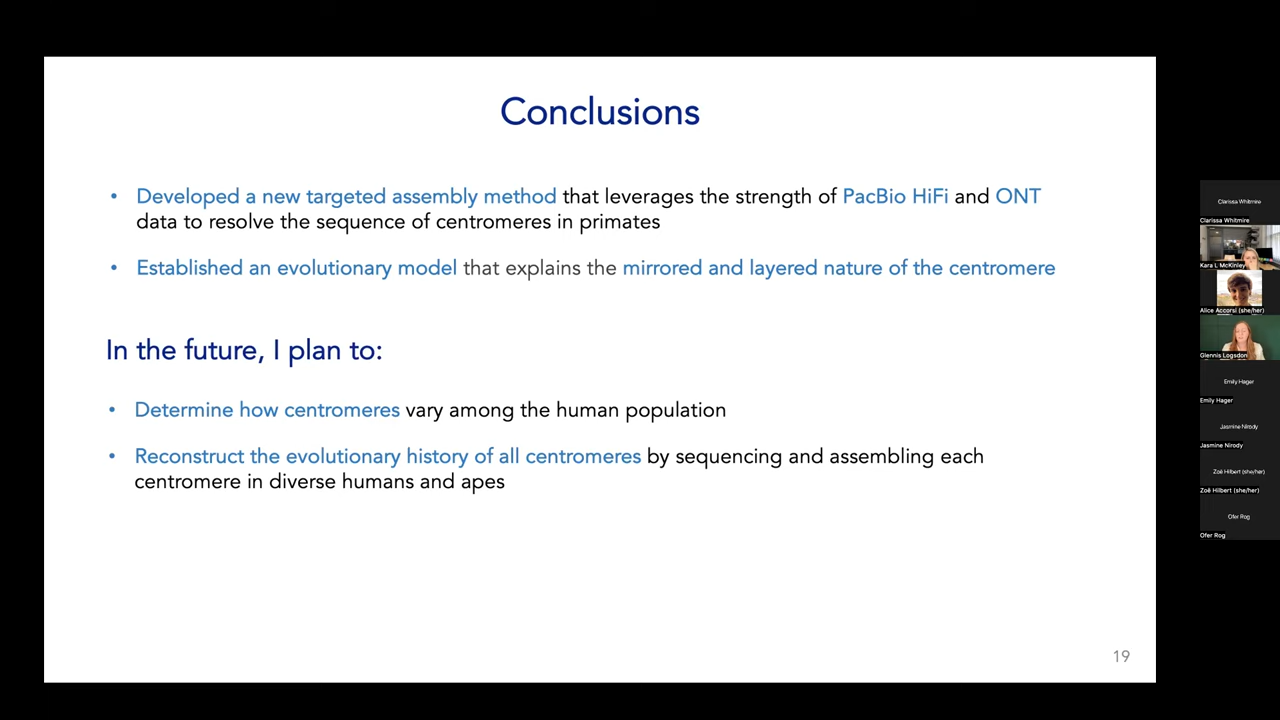 Conclusions
• Developed a new targeted assembly method that leverages the strength of PacBio HiFi and ONT
data to resolve the sequence of centromeres in primates
• Established an evolutionary model that explains the mirrored and layered nature of the centromere
In the future, I plan to:
• Determine how centromeres vary among the human population
• Reconstruct the evolutionary history of all centromeres by sequencing and assembling each
centromere in diverse humans and apes
19
Clarissa Whitmire
Clarissa Whitmire
Kara L McKinley
Alice Accorsi (she/her)
Glennis Logsdon
Emily Hager
Emily Hager
Jasmine Nirody
Jasmine Nirody
Zoë Hilbert (she/her)
Zoë Hilbert (she/her)
Ofer Rog
Ofer Rog